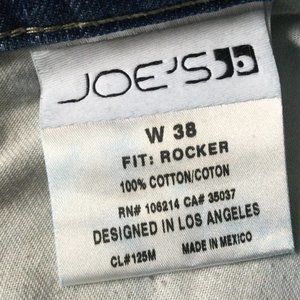 JOE'S
W 38
FIT: ROCKER
100% COTTON/COTON
RN# 106214 CA# 35037
DESIGNED IN LOS ANGELES
CL#125M MADE IN MEXICO